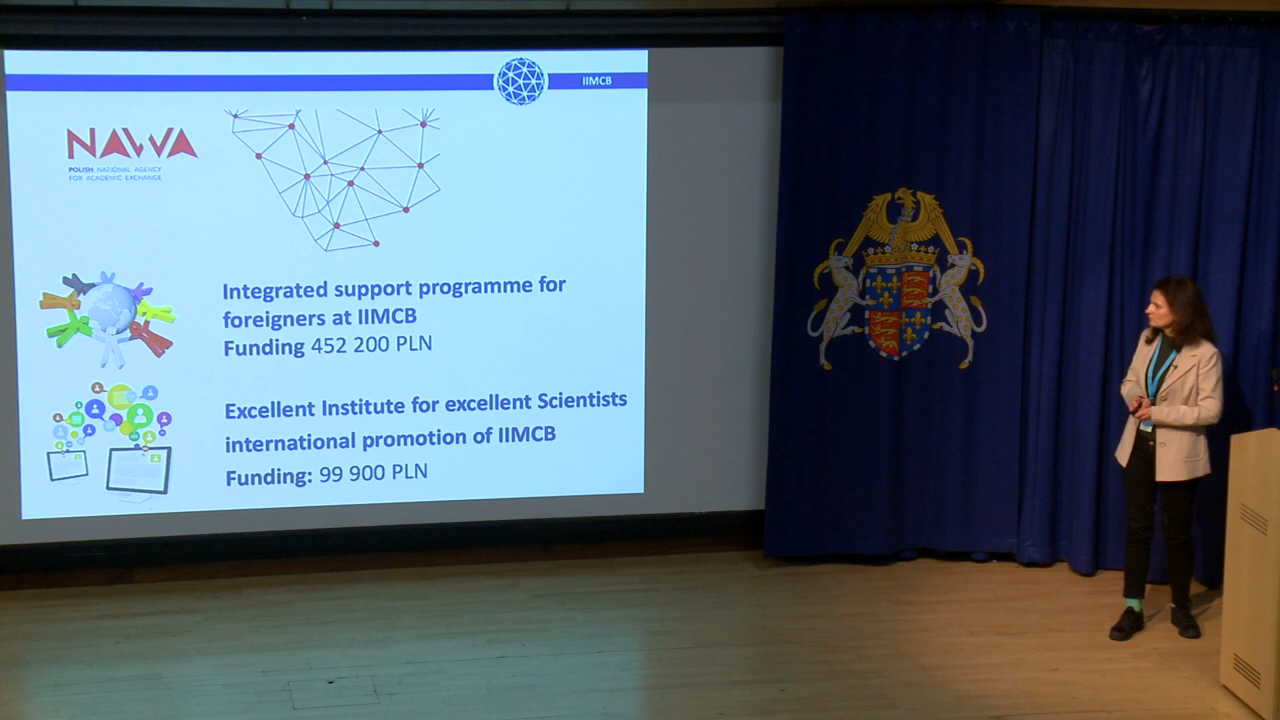 IIMCB
NAWA
POLISH NATIONAL AGENCY
FOR ACADEMIC EXCHANGE
Integrated support programme for
foreigners at IIMCB
Funding 452 200 PLN
Excellent Institute for excellent Scientists
international promotion of IIMCB
Funding: 99 900 PLN